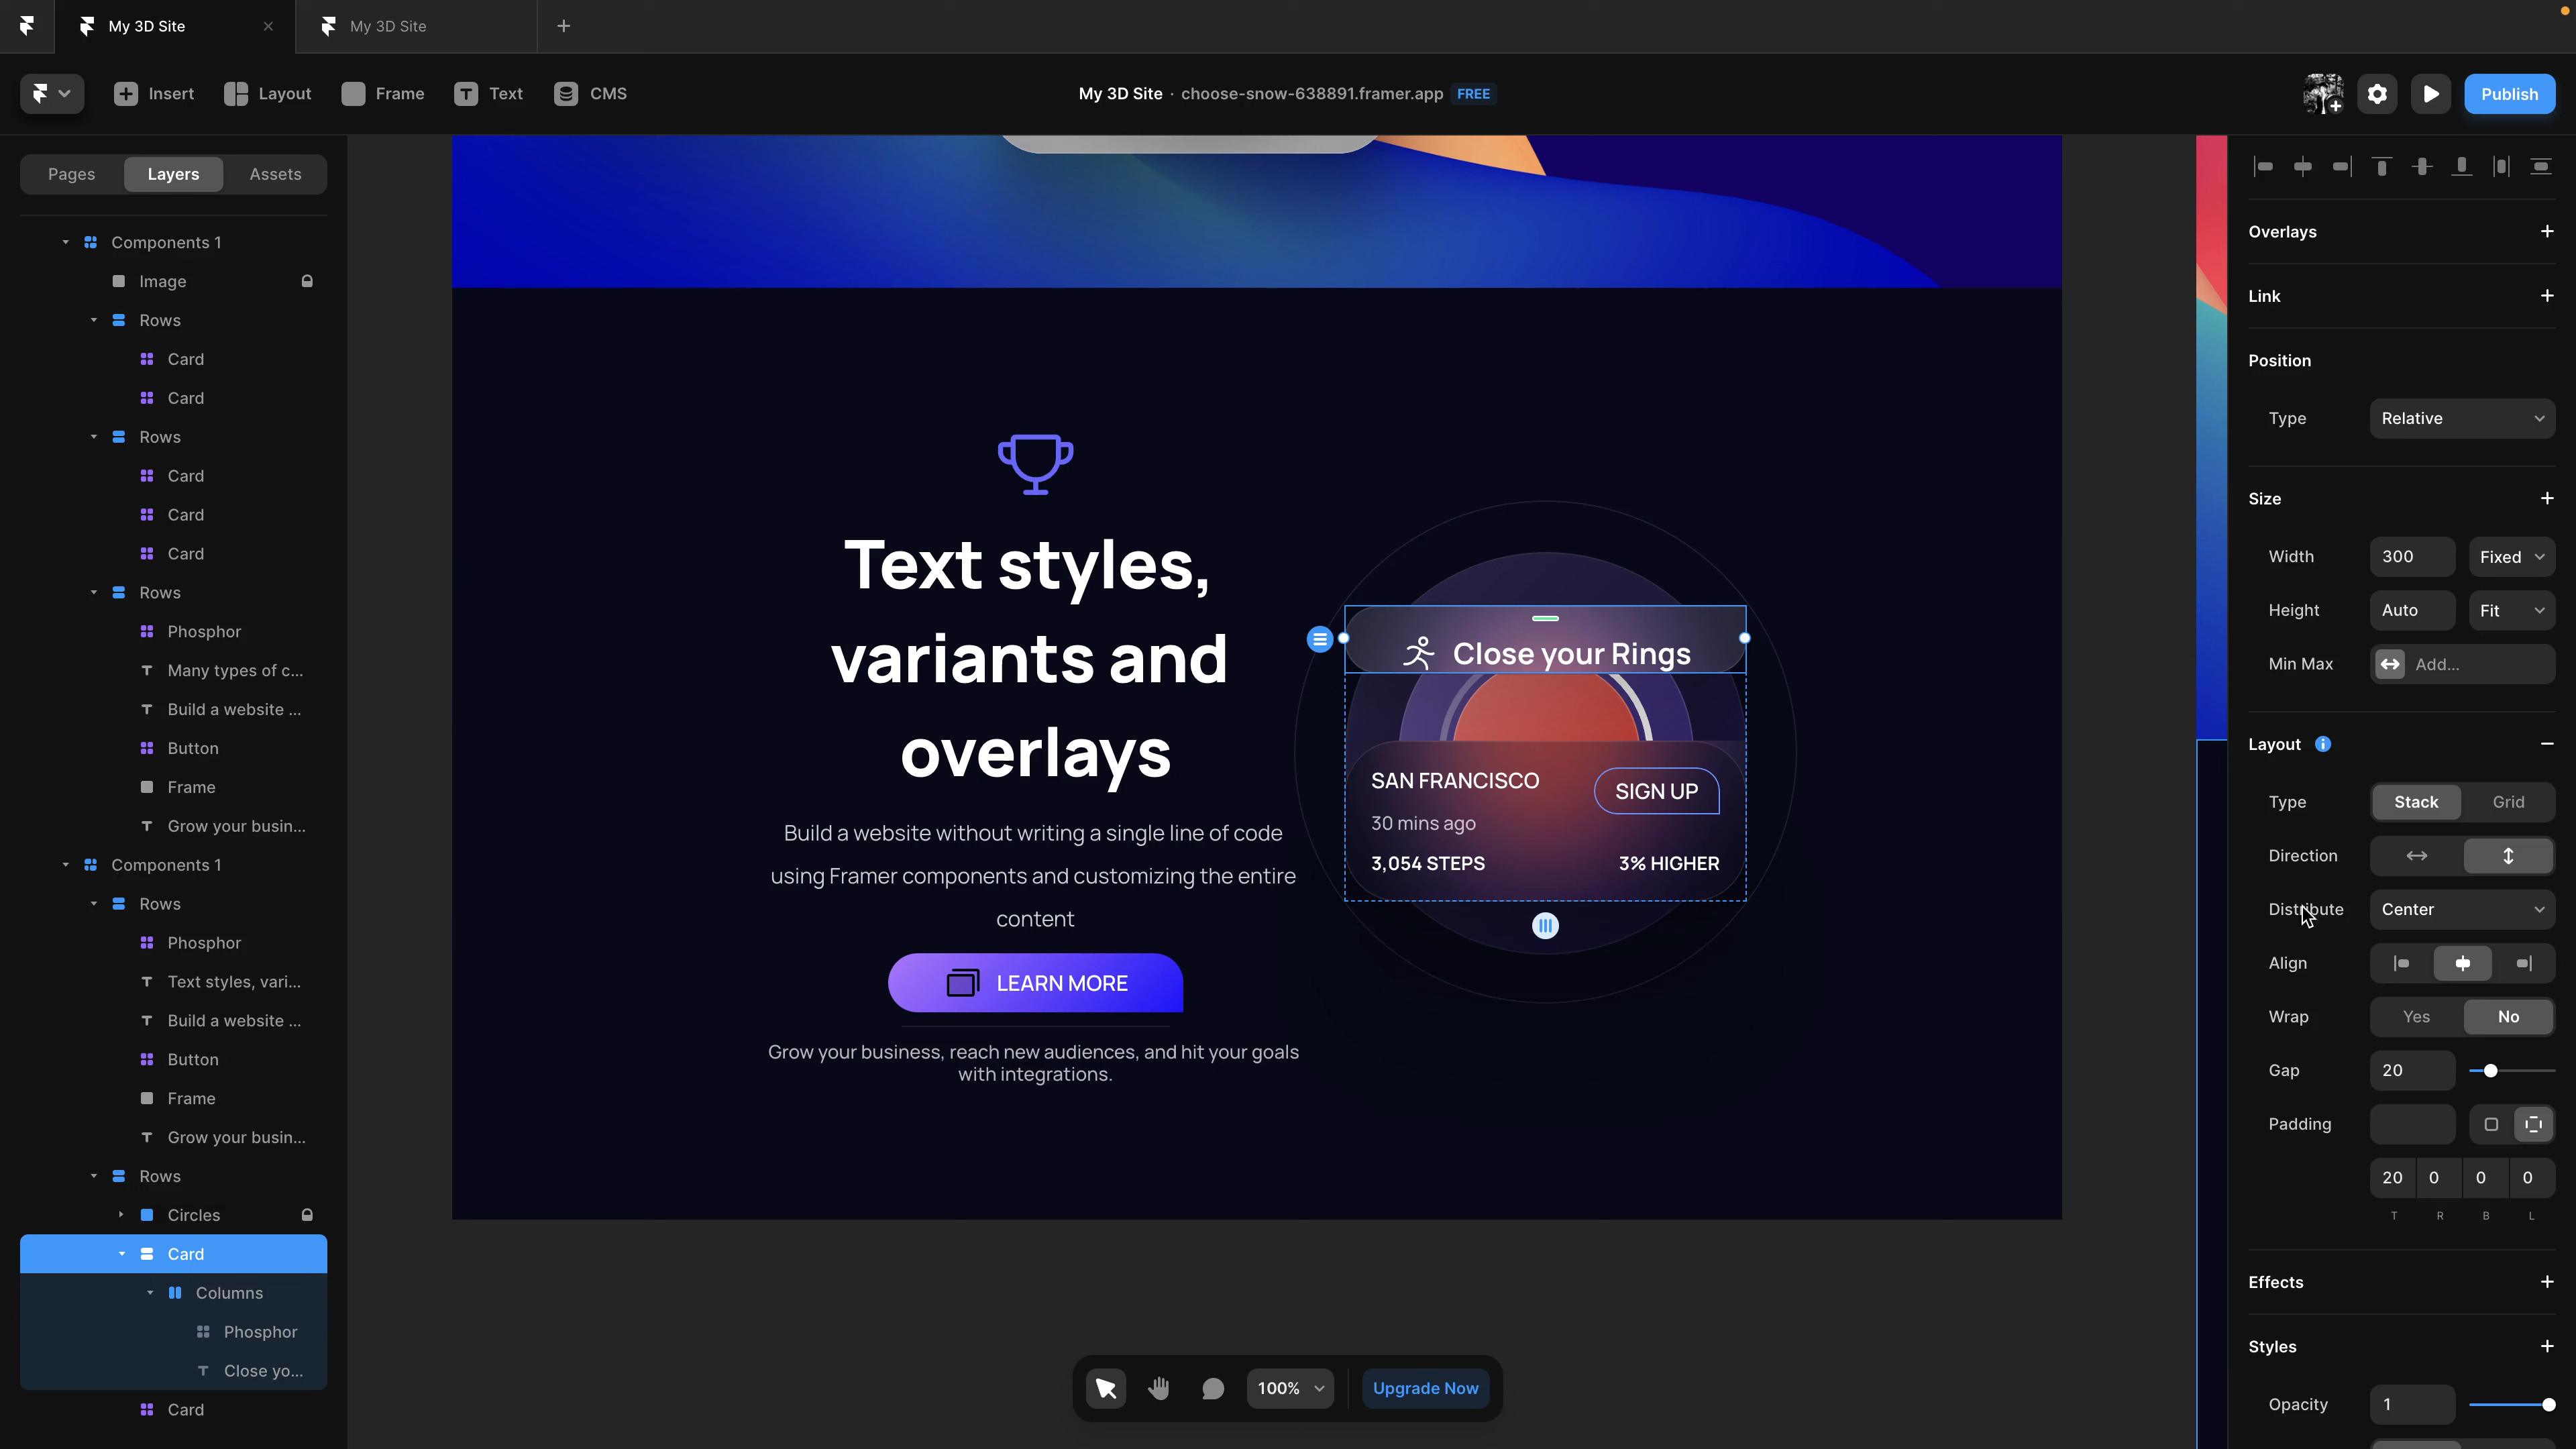 My 3D Site
My 3D Site
Insert
Layout
Frame
Text
CMS
My 3D Site · choose-snow-638891.framer.app FREE
Publish
Pages
Layers
Assets
Components 1
Image
Rows
Card
Card
Rows
Card
Card
Card
Rows
Phosphor
Many types of c...
Build a website ...
Button
Frame
Grow your busin...
Components 1
Rows
Phosphor
Text styles, vari...
Build a website ...
Button
Frame
Grow your busin...
Rows
Circles
Card
Columns
Phosphor
Close yo...
Card
Text styles,
variants and
overlays
Build a website without writing a single line of code
using Framer components and customizing the entire
content
LEARN MORE
Grow your business, reach new audiences, and hit your goals
with integrations.
Close your Rings
SAN FRANCISCO
SIGN UP
30 mins ago
3,054 STEPS
3% HIGHER
100%
Upgrade Now
Overlays
Link
Position
Type Relative
Size
Width 300 Fixed
Height Auto Fit
Min Max Add...
Layout
Type Stack Grid
Direction
Distribute Center
Align
Wrap Yes No
Gap 20
Padding
20 0 0 0
T R B L
Effects
Styles
Opacity 1